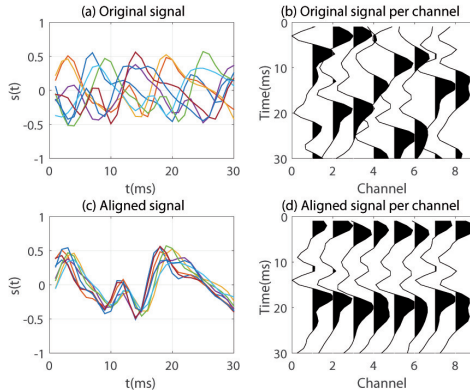 (a) Original signal
(b) Original signal per channel
1
0.5
0
-0.5
-1
s(t)
0 10 20 30
t(ms)
0
10
20
30
Time(ms)
0 2 4 6 8
Channel
(c) Aligned signal
(d) Aligned signal per channel
1
0.5
0
-0.5
-1
s(t)
0 10 20 30
t(ms)
0
10
20
30
Time(ms)
0 2 4 6 8
Channel